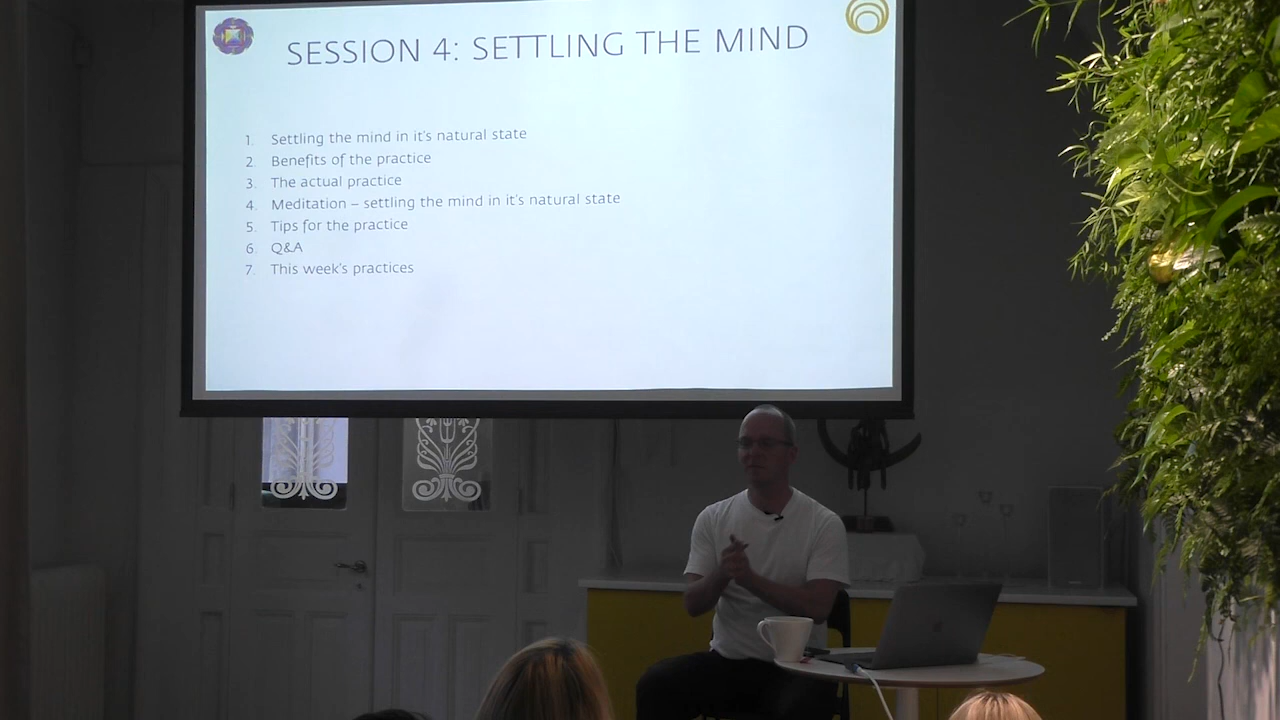 SESSION 4: SETTLING THE MIND
1. Settling the mind in it's natural state
2. Benefits of the practice
3. The actual practice
4. Meditation – settling the mind in it's natural state
5. Tips for the practice
6. Q&A
7. This week's practices